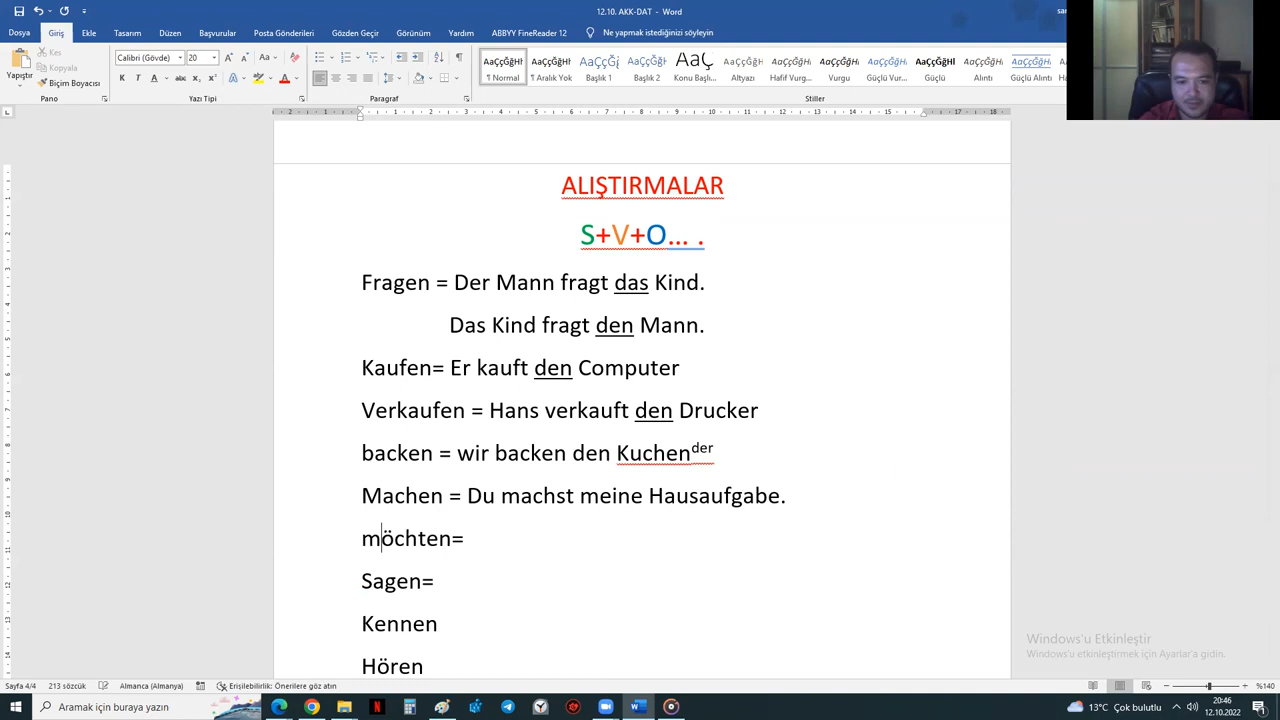 12.10. AKK-DAT - Word
Dosya Giriş Ekle Tasarım Düzen Başvurular Posta Gönderileri Gözden Geçir Görünüm Yardım ABBYY FineReader 12 Ne yapmak istediğinizi söyleyin
Yapıştır
Kes
Kopyala
Biçim Boyacısı
Pano
Calibri (Gövde) 20
Yazı Tipi
Paragraf
¶ Normal ¶ Aralık Yok Başlık 1 Başlık 2 Konu Başlı... Altyazı Hafif Vurg... Vurgu Güçlü Vur... Güçlü Alıntı Güçlü Alıntı
Stiller
ALIŞTIRMALAR
S+V+O... .
Fragen = Der Mann fragt das Kind.
Das Kind fragt den Mann.
Kaufen= Er kauft den Computer
Verkaufen = Hans verkauft den Drucker
backen = wir backen den Kuchen der
Machen = Du machst meine Hausaufgabe.
möchten=
Sagen=
Kennen
Hören
Windows'u Etkinleştir
Windows'u etkinleştirmek için Ayarlar'a gidin.
Sayfa 4/4 213 sözcük Almanca (Almanya) Erişilebilirlik: Önerilere göz atın %140
Aramak için buraya yazın
13°C Çok bulutlu
20:46
12.10.2022